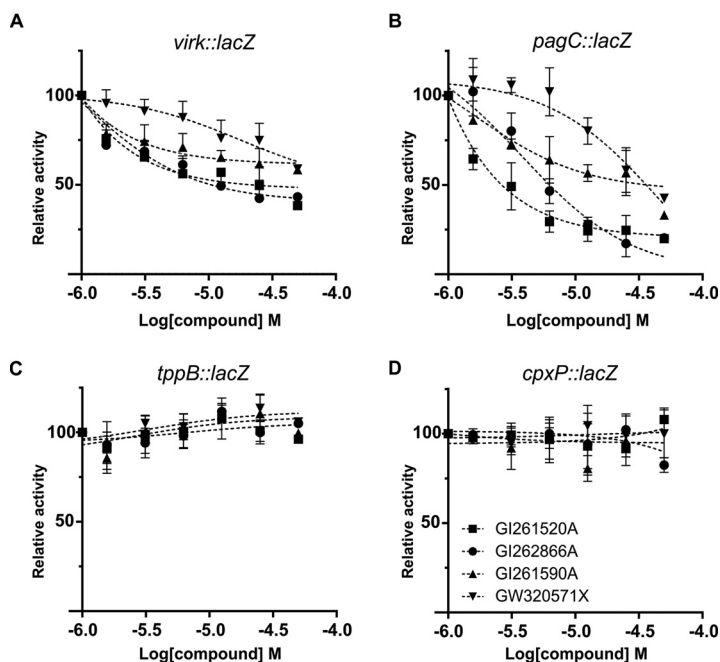 A
virk::lacZ
100
50
Relative activity
-6.0 -5.5 -5.0 -4.5 -4.0
Log[compound] M
B
pagC::lacZ
100
50
Relative activity
-6.0 -5.5 -5.0 -4.5 -4.0
Log[compound] M
C
tppB::lacZ
100
50
Relative activity
-6.0 -5.5 -5.0 -4.5 -4.0
Log[compound] M
D
cpxP::lacZ
100
50
Relative activity
GI261520A
GI262866A
GI261590A
GW320571X
-6.0 -5.5 -5.0 -4.5 -4.0
Log[compound] M